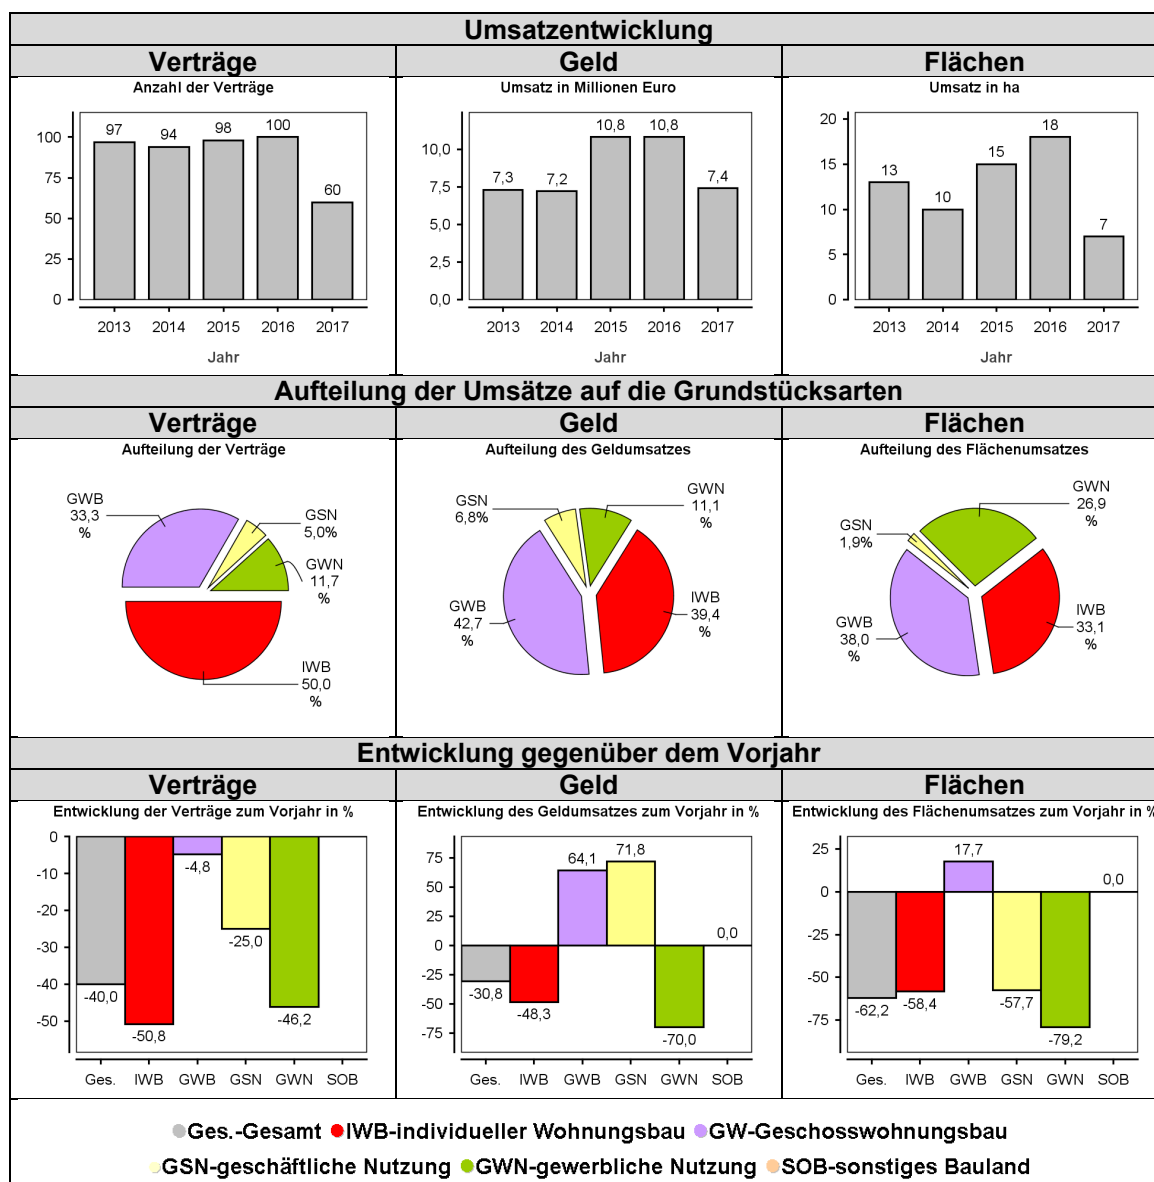 Umsatzentwicklung
Verträge Geld Flächen
Anzahl der Verträge
100
75
50
25
0
97
94
98
100
60
2013 2014 2015 2016 2017
Jahr
Umsatz in Millionen Euro
10,0
7,5
5,0
2,5
0,0
7,3
7,2
10,8
10,8
7,4
2013 2014 2015 2016 2017
Jahr
Umsatz in ha
20
15
10
5
0
13
10
15
18
7
2013 2014 2015 2016 2017
Jahr
Aufteilung der Umsätze auf die Grundstücksarten
Verträge Geld Flächen
Aufteilung der Verträge
GWB
33,3
%
GSN
5,0%
GWN
11,7
%
IWB
50,0
%
Aufteilung des Geldumsatzes
GSN
6,8%
GWN
11,1
%
GWB
42,7
%
IWB
39,4
%
Aufteilung des Flächenumsatzes
GWN
26,9
%
GSN
1,9%
GWB
38,0
%
IWB
33,1
%
Entwicklung gegenüber dem Vorjahr
Verträge Geld Flächen
Entwicklung der Verträge zum Vorjahr in %
0
-10
-20
-30
-40
-50
-40,0
-50,8
-4,8
-25,0
-46,2
Ges. IWB GWB GSN GWN SOB
Entwicklung des Geldumsatzes zum Vorjahr in %
75
50
25
0
-25
-50
-75
-30,8
-48,3
64,1
71,8
-70,0
0,0
Ges. IWB GWB GSN GWN SOB
Entwicklung des Flächenumsatzes zum Vorjahr in %
25
0
-25
-50
-75
-62,2
-58,4
17,7
-57,7
-79,2
0,0
Ges. IWB GWB GSN GWN SOB
Ges.-Gesamt IWB-individueller Wohnungsbau GW-Geschosswohnungsbau
GSN-geschäftliche Nutzung GWN-gewerbliche Nutzung SOB-sonstiges Bauland